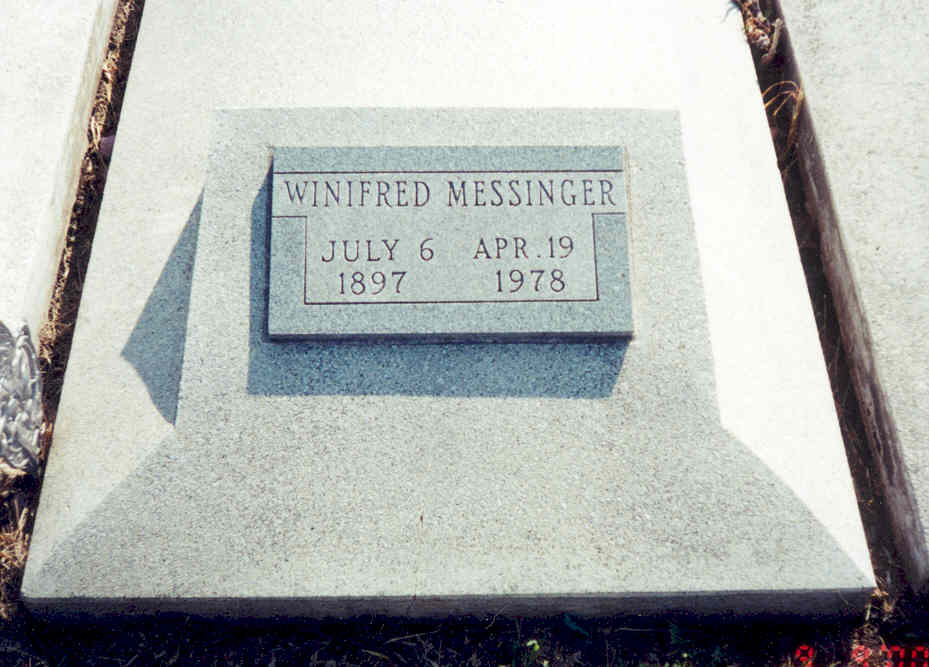 WINIFRED MESSINGER
JULY 6 APR. 19
1897 1978